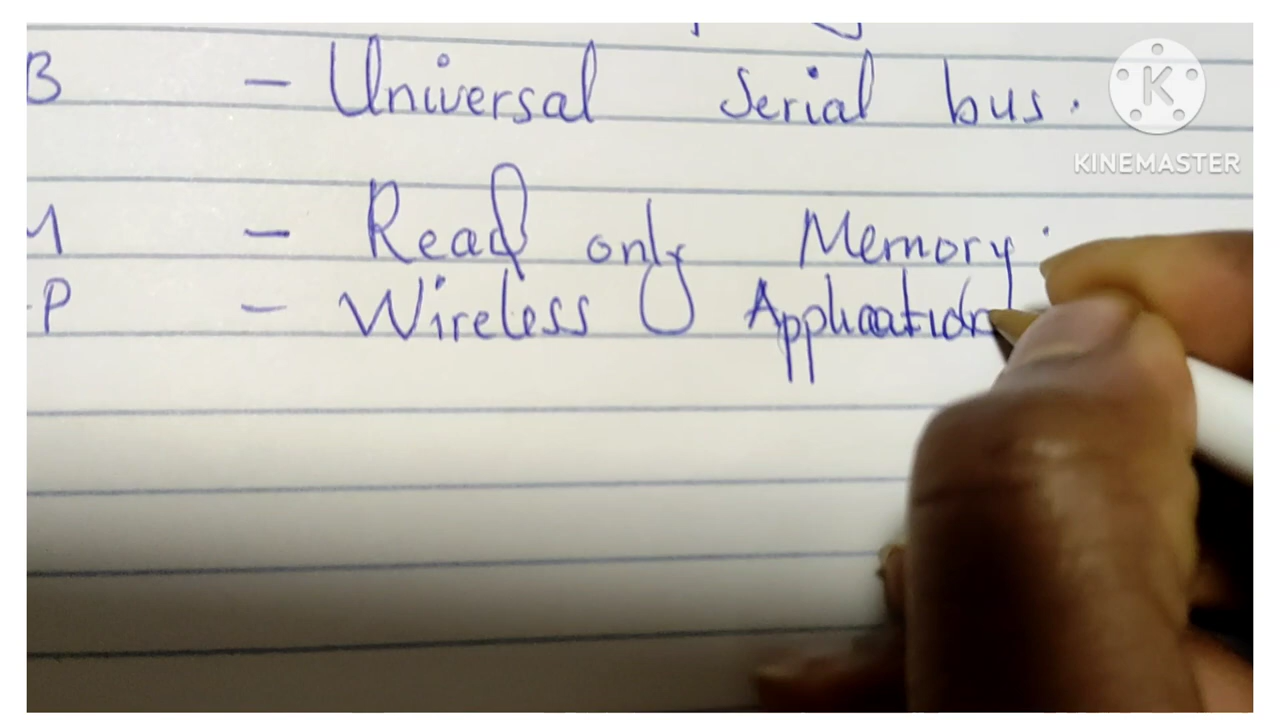 B - Universal Serial bus.
M - Read only Memory.
P - Wireless Application
KINEMASTER